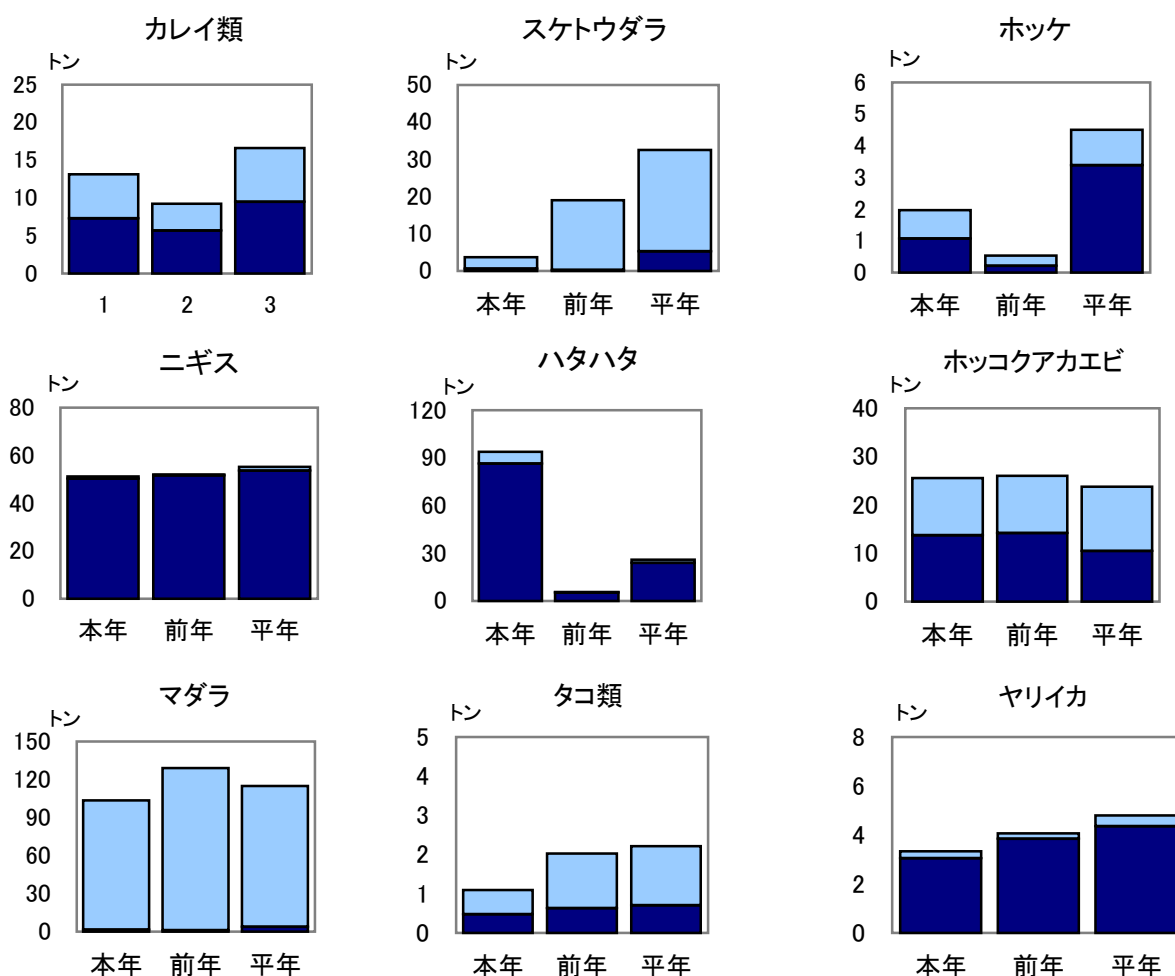 カレイ類
トン
25
20
15
10
5
0
1 2 3
スケトウダラ
トン
50
40
30
20
10
0
本年 前年 平年
ホッケ
トン
6
5
4
3
2
1
0
本年 前年 平年
ニギス
トン
80
60
40
20
0
本年 前年 平年
ハタハタ
トン
120
90
60
30
0
本年 前年 平年
ホッコクアカエビ
トン
40
30
20
10
0
本年 前年 平年
マダラ
トン
150
120
90
60
30
0
本年 前年 平年
タコ類
トン
5
4
3
2
1
0
本年 前年 平年
ヤリイカ
トン
8
6
4
2
0
本年 前年 平年